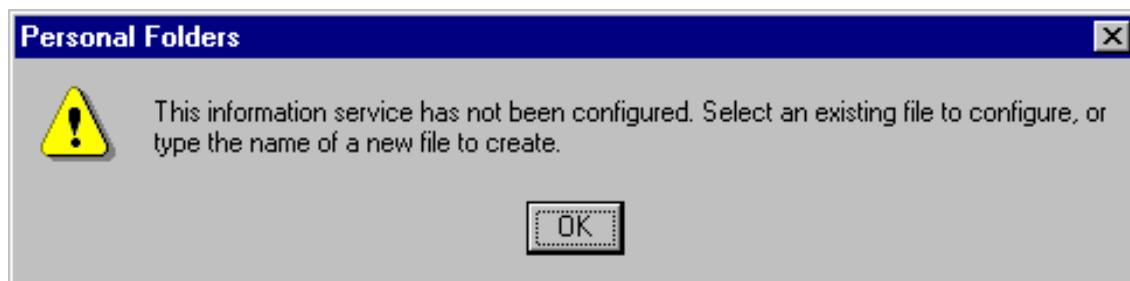 Personal Folders
This information service has not been configured. Select an existing file to configure, or
type the name of a new file to create.
OK